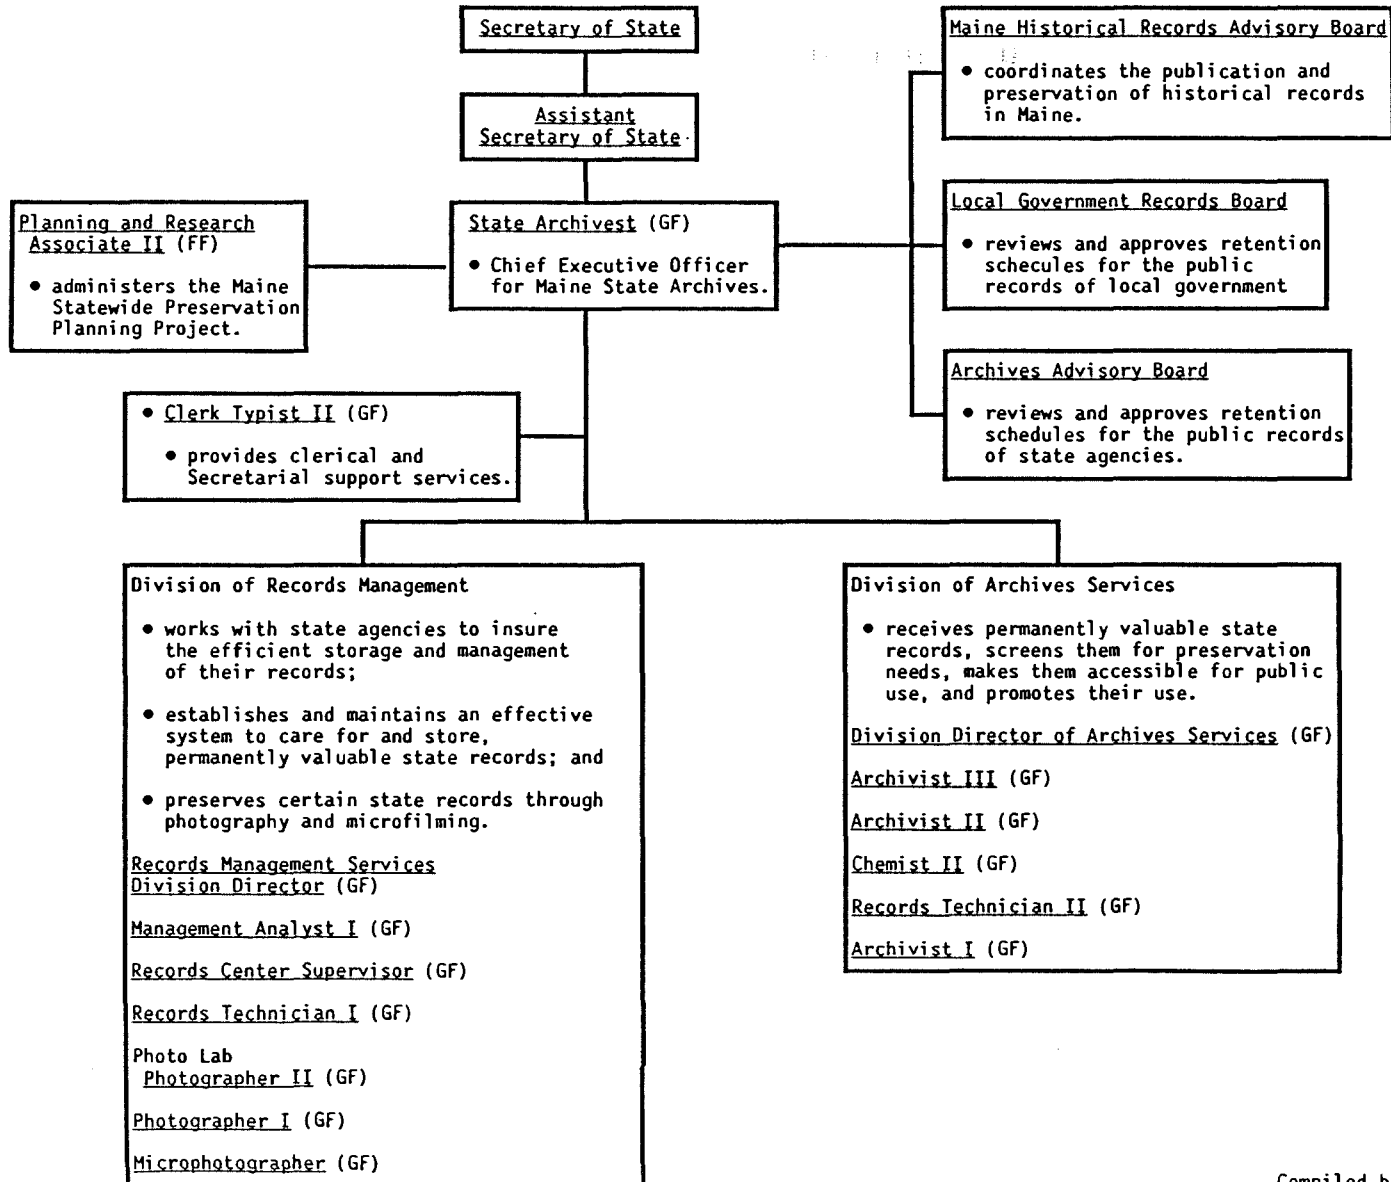 Secretary of State
Assistant
Secretary of State
Maine Historical Records Advisory Board
• coordinates the publication and
preservation of historical records
in Maine.
Planning and Research
Associate II (FF)
• administers the Maine
Statewide Preservation
Planning Project.
State Archivest (GF)
• Chief Executive Officer
for Maine State Archives.
Local Government Records Board
• reviews and approves retention
schecules for the public
records of local government
Archives Advisory Board
• reviews and approves retention
schedules for the public records
of state agencies.
• Clerk Typist II (GF)
• provides clerical and
Secretarial support services.
Division of Records Management
• works with state agencies to insure
the efficient storage and management
of their records;
• establishes and maintains an effective
system to care for and store,
permanently valuable state records; and
• preserves certain state records through
photography and microfilming.
Records Management Services
Division Director (GF)
Management Analyst I (GF)
Records Center Supervisor (GF)
Records Technician I (GF)
Photo Lab
Photographer II (GF)
Photographer I (GF)
Microphotographer (GF)
Division of Archives Services
• receives permanently valuable state
records, screens them for preservation
needs, makes them accessible for public
use, and promotes their use.
Division Director of Archives Services (GF)
Archivist III (GF)
Archivist II (GF)
Chemist II (GF)
Records Technician II (GF)
Archivist I (GF)
Compiled